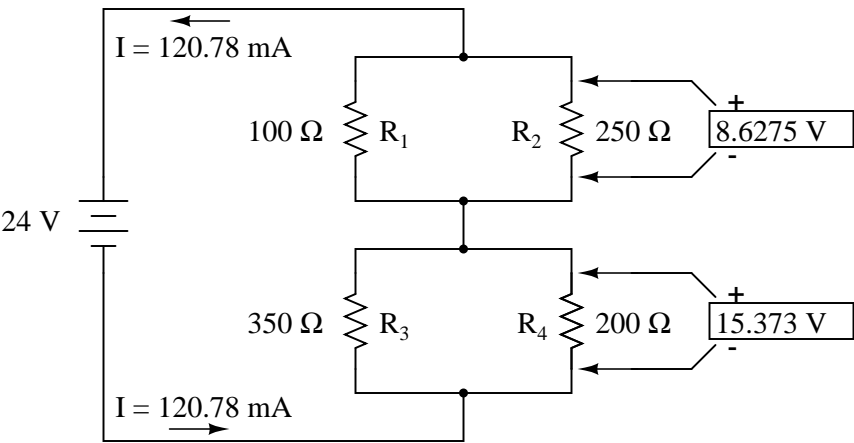 I = 120.78 mA
+
100 Ω R₁ R₂ 250 Ω 8.6275 V
-
24 V
+
350 Ω R₃ R₄ 200 Ω 15.373 V
-
I = 120.78 mA